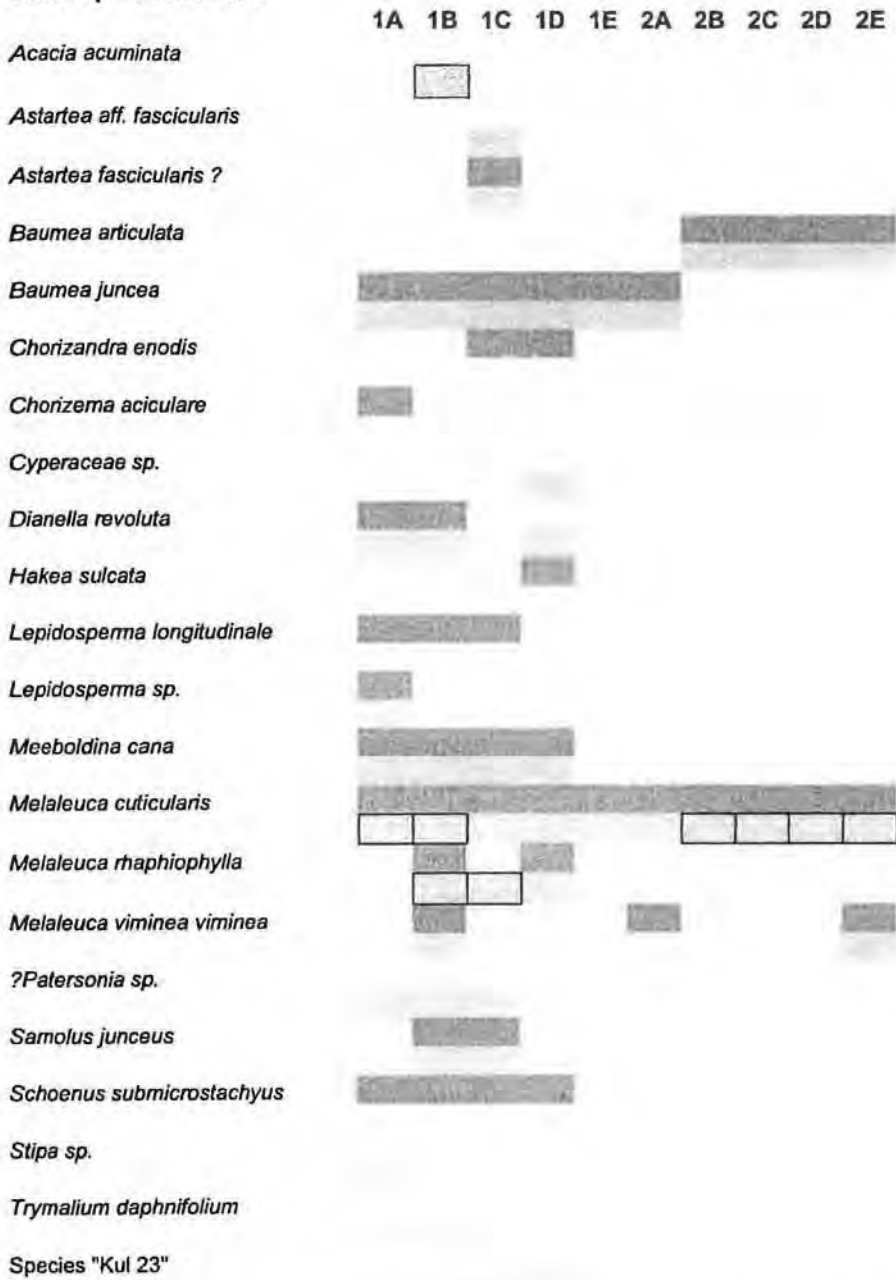 1A 1B 1C 1D 1E 2A 2B 2C 2D 2E
Acacia acuminata
Astartea aff. fascicularis
Astartea fascicularis ?
Baumea articulata
Baumea juncea
Chorizandra enodis
Chorizema aciculare
Cyperaceae sp.
Dianella revoluta
Hakea sulcata
Lepidosperma longitudinale
Lepidosperma sp.
Meeboldina cana
Melaleuca cuticularis
Melaleuca rhaphiophylla
Melaleuca viminea viminea
?Patersonia sp.
Samolus junceus
Schoenus submicrostachyus
Stipa sp.
Trymalium daphnifolium
Species "Kul 23"